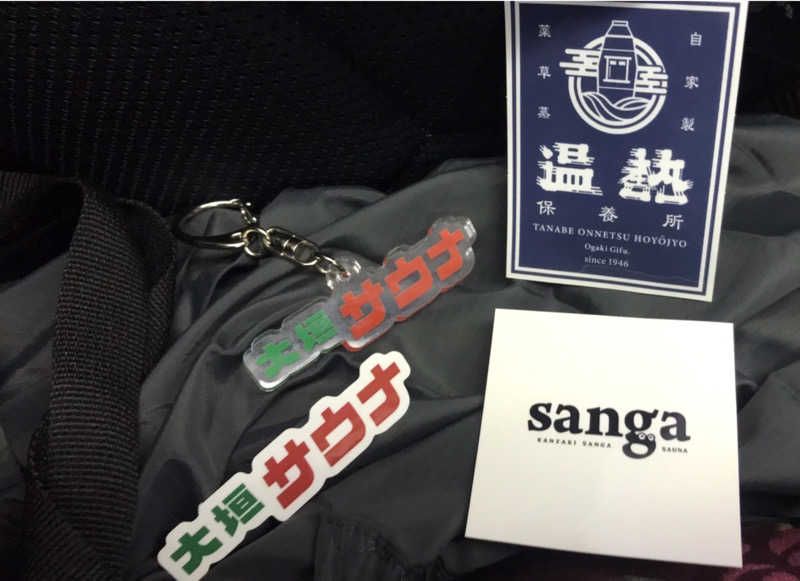 自家製
薬草蒸
温熱
保養所
TANABE ONNETSU HOYŌJYO
Ogaki Gifu.
since 1946
大垣サウナ
大垣サウナ
sanga
KANZAKI SANGA SAUNA